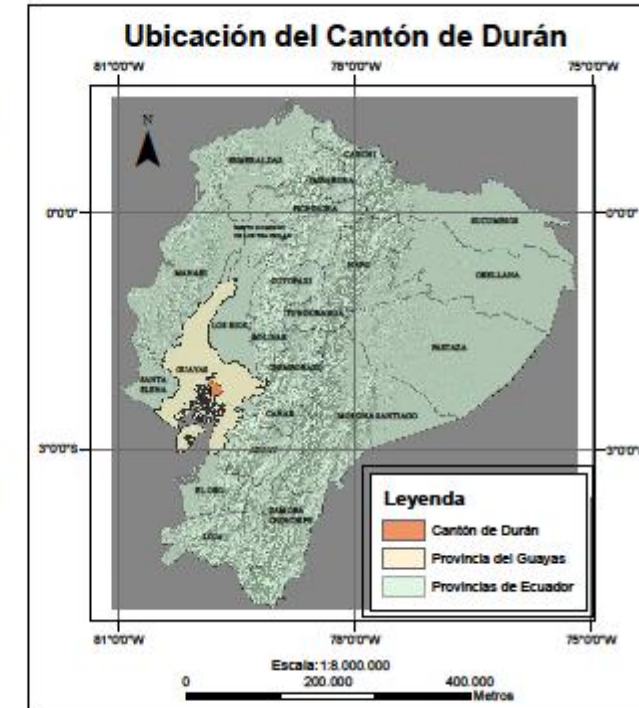 Ubicación del Cantón de Durán
81°0'0"W 78°0'0"W 75°0'0"W
N
ESMERALDAS
CARCHI
IMBABURA
PICHINCHA
0°0'0" 0°0'0"
SUCUMBIOS
MANABI
NAPO
ORELLANA
COTOPAXI
TUNGURAHUA
LOS RIOS
BOLIVAR
PASTAZA
GUAYAS
CHIMBORAZO
SANTA
ELENA
CAÑAR
MORONA SANTIAGO
3°0'0"S 3°0'0"S
AZUAY
EL ORO
ZAMORA
CHINCHIPE
LOJA
Leyenda
Cantón de Durán
Provincia del Guayas
Provincias de Ecuador
81°0'0"W 78°0'0"W 75°0'0"W
Escala: 1:8.000.000
0 200.000 400.000
Metros